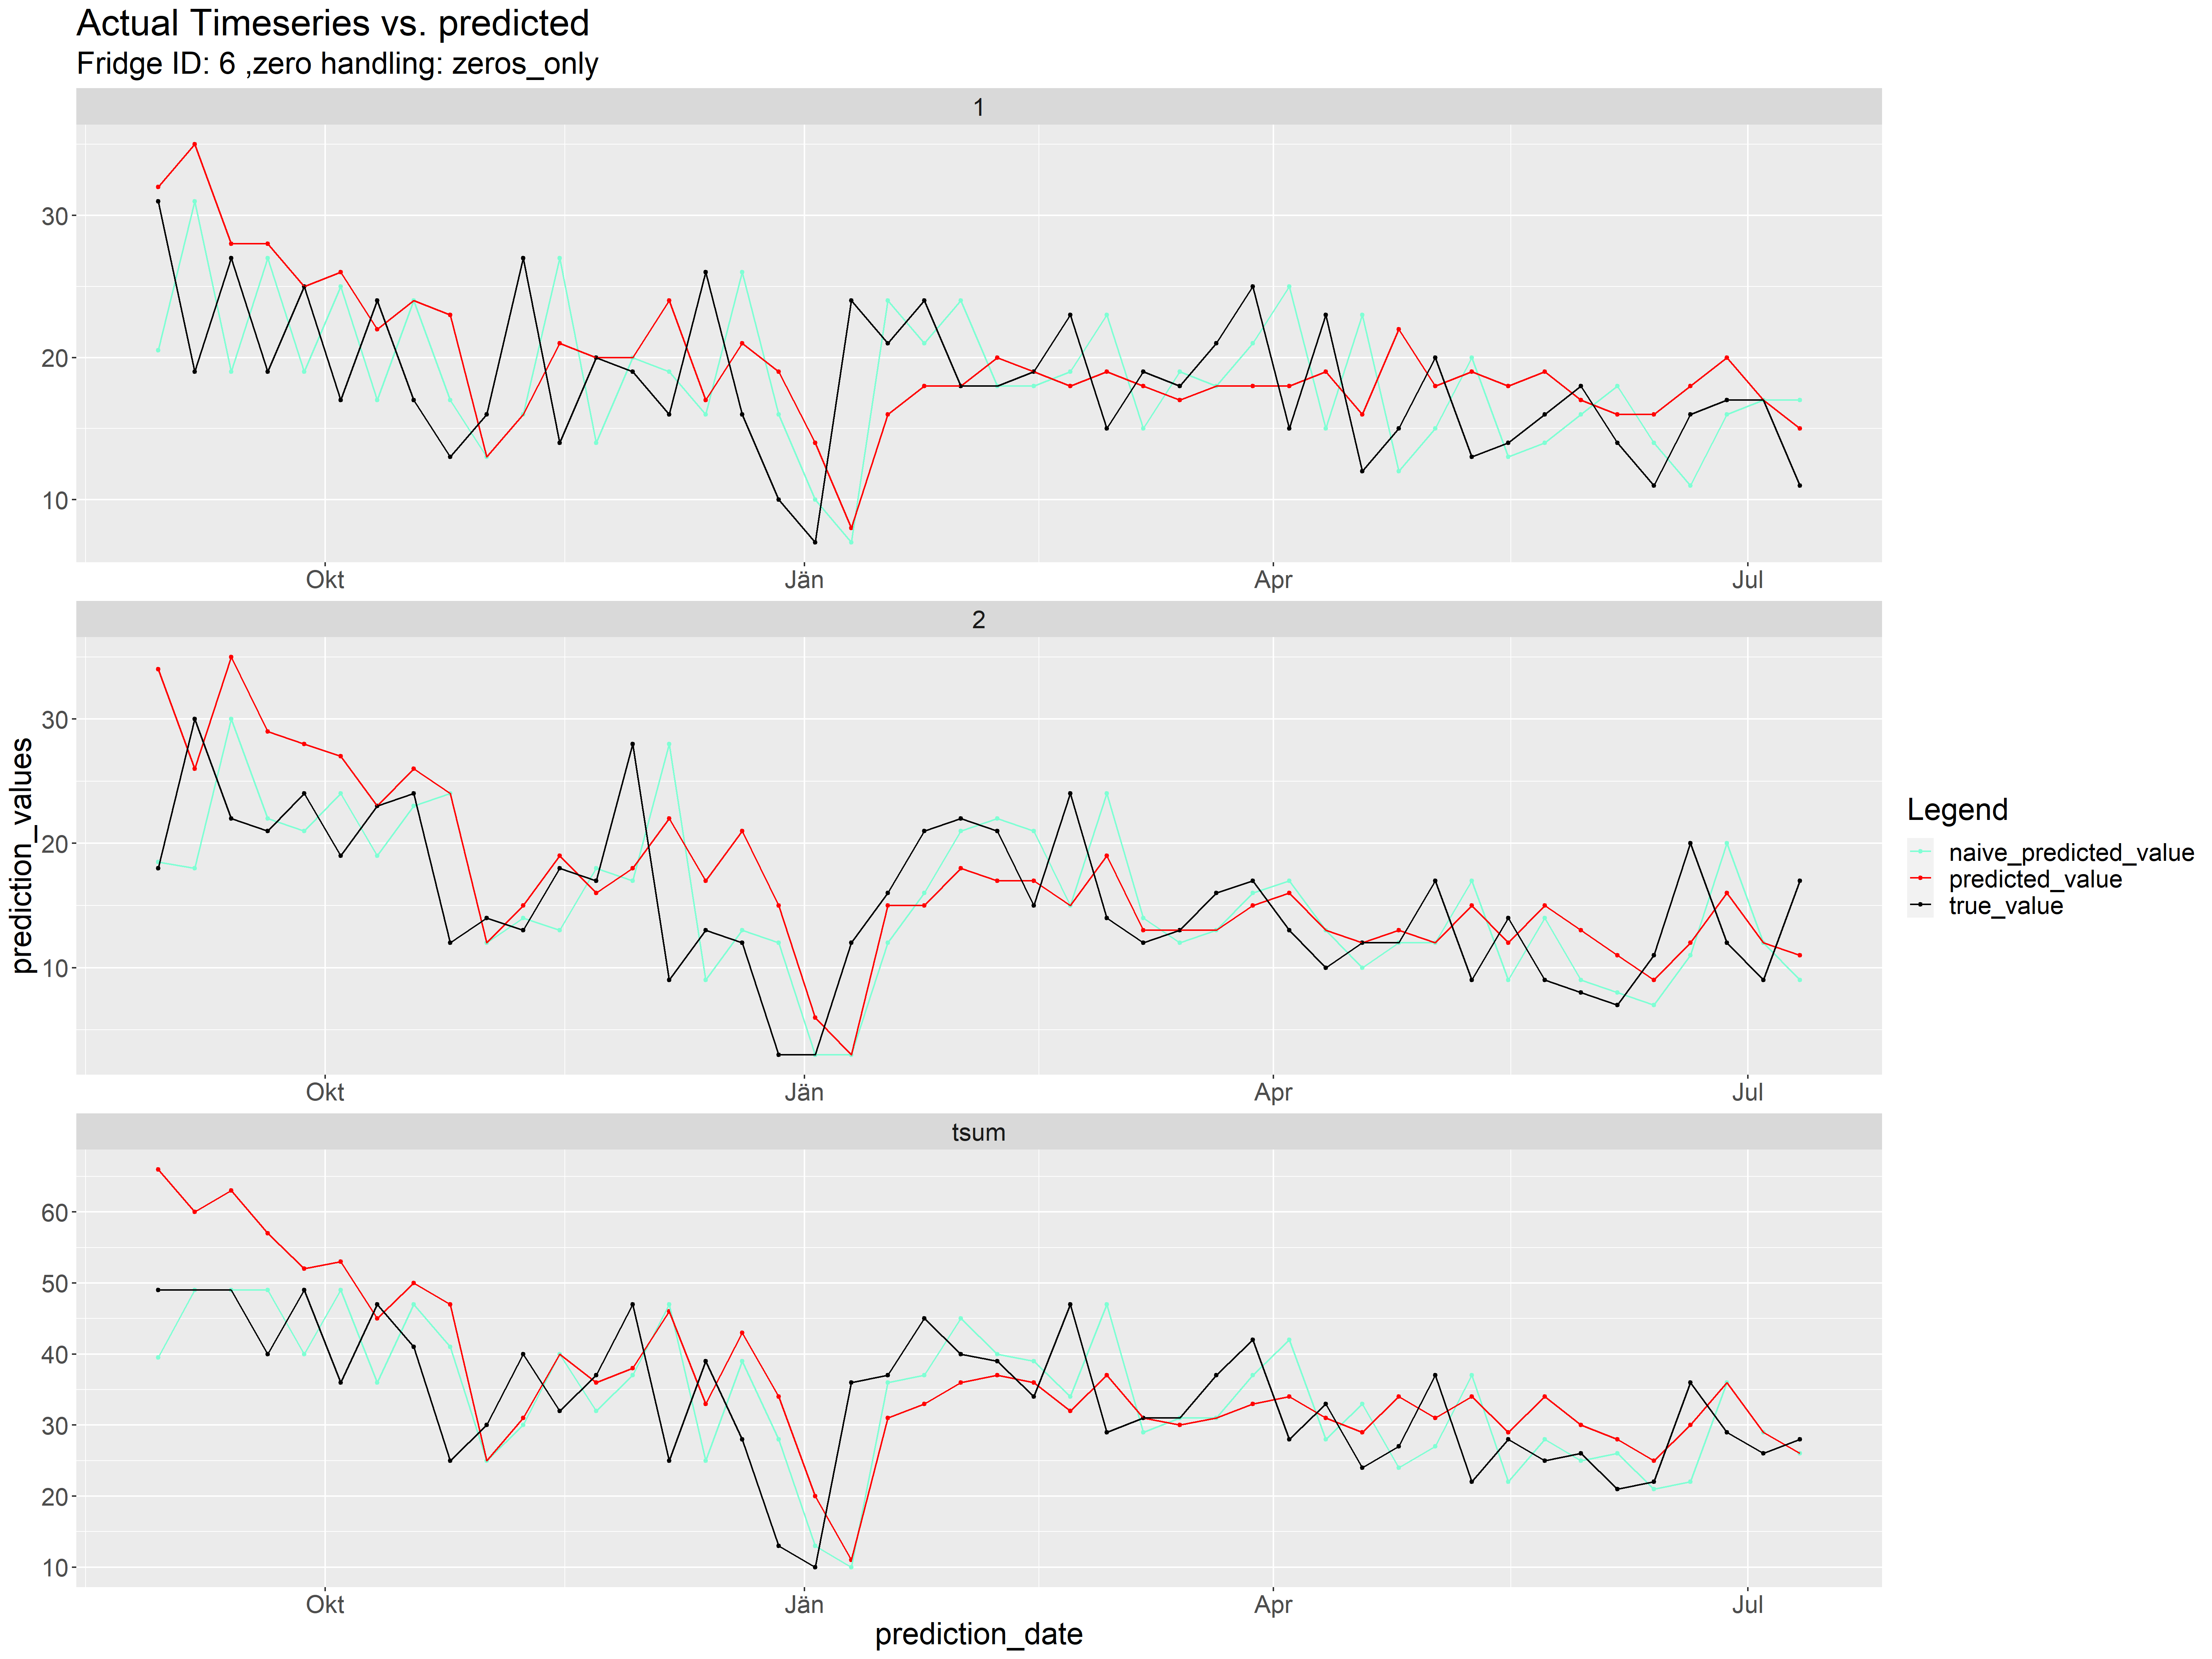 Actual Timeseries vs. predicted
Fridge ID: 6 ,zero handling: zeros_only
1
30
20
10
Okt Jän Apr Jul
2
30
20
10
Okt Jän Apr Jul
tsum
60
50
40
30
20
10
Okt Jän Apr Jul
prediction_date
prediction_values
Legend
naive_predicted_value
predicted_value
true_value